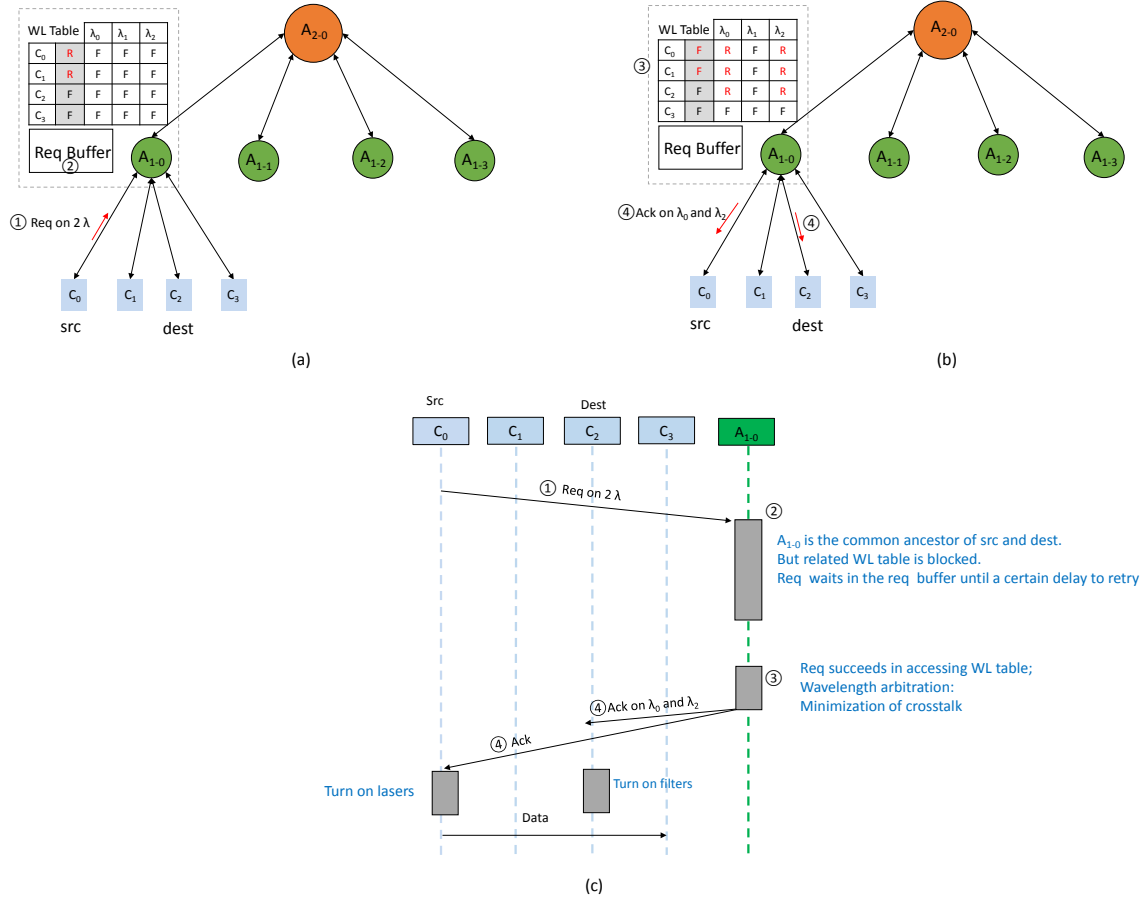 WL Table λ0 λ1 λ2
C0 R F F F
C1 R F F F
C2 F F F F
C3 F F F F
Req Buffer
②
A2-0
A1-0
A1-1
A1-2
A1-3
① Req on 2 λ
C0
C1
C2
C3
src
dest
(a)
WL Table λ0 λ1 λ2
C0 F R F R
C1 F R F R
C2 F R F R
C3 F F F F
③
Req Buffer
A2-0
A1-0
A1-1
A1-2
A1-3
④ Ack on λ0 and λ2
④
C0
C1
C2
C3
src
dest
(b)
Src
Dest
C0
C1
C2
C3
A1-0
① Req on 2 λ
②
A1-0 is the common ancestor of src and dest.
But related WL table is blocked.
Req waits in the req buffer until a certain delay to retry
③
Req succeeds in accessing WL table;
Wavelength arbitration:
Minimization of crosstalk
④ Ack on λ0 and λ2
④ Ack
Turn on lasers
Turn on filters
Data
(c)